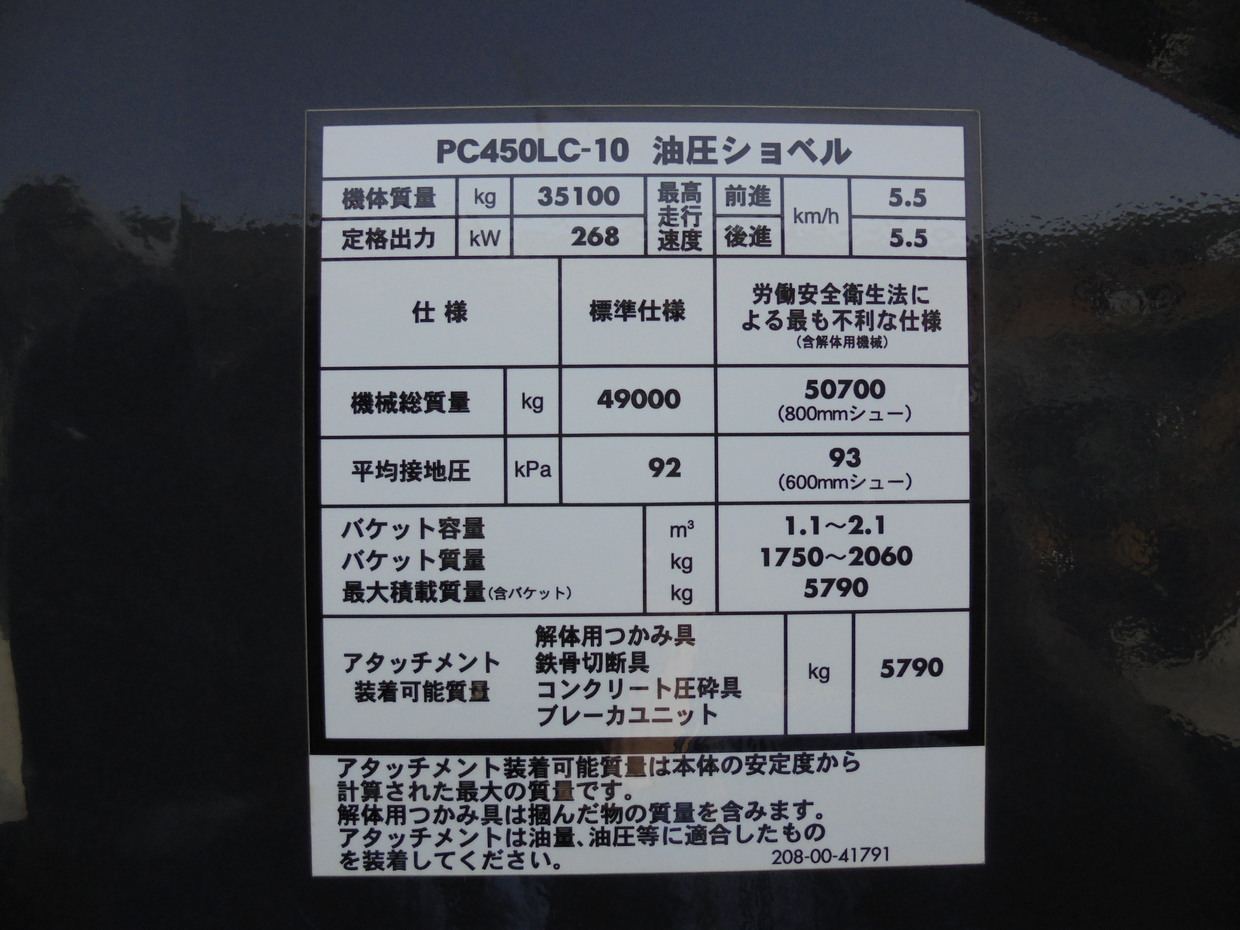 PC450LC-10 油圧ショベル
機体質量 kg 35100 最高走行速度 前進 km/h 5.5
定格出力 kW 268 後進 5.5
仕様 標準仕様 労働安全衛生法に
よる最も不利な仕様
(含解体用機械)
機械総質量 kg 49000 50700
(800mmシュー)
平均接地圧 kPa 92 93
(600mmシュー)
バケット容量 m³ 1.1～2.1
バケット質量 kg 1750～2060
最大積載質量(含バケット) kg 5790
アタッチメント
装着可能質量
解体用つかみ具
鉄骨切断具
コンクリート圧砕具
ブレーカユニット
kg 5790
アタッチメント装着可能質量は本体の安定度から
計算された最大の質量です。
解体用つかみ具は掴んだ物の質量を含みます。
アタッチメントは油量、油圧等に適合したもの
を装着してください。
208-00-41791